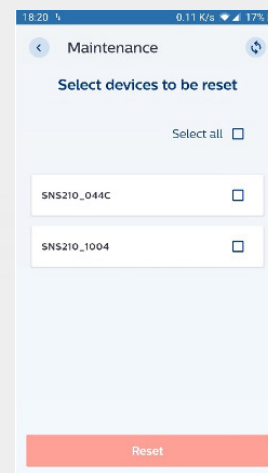 18:20 0.11 K/s 17%
Maintenance
Select devices to be reset
Select all
SNS210_044C
SNS210_1004
Reset